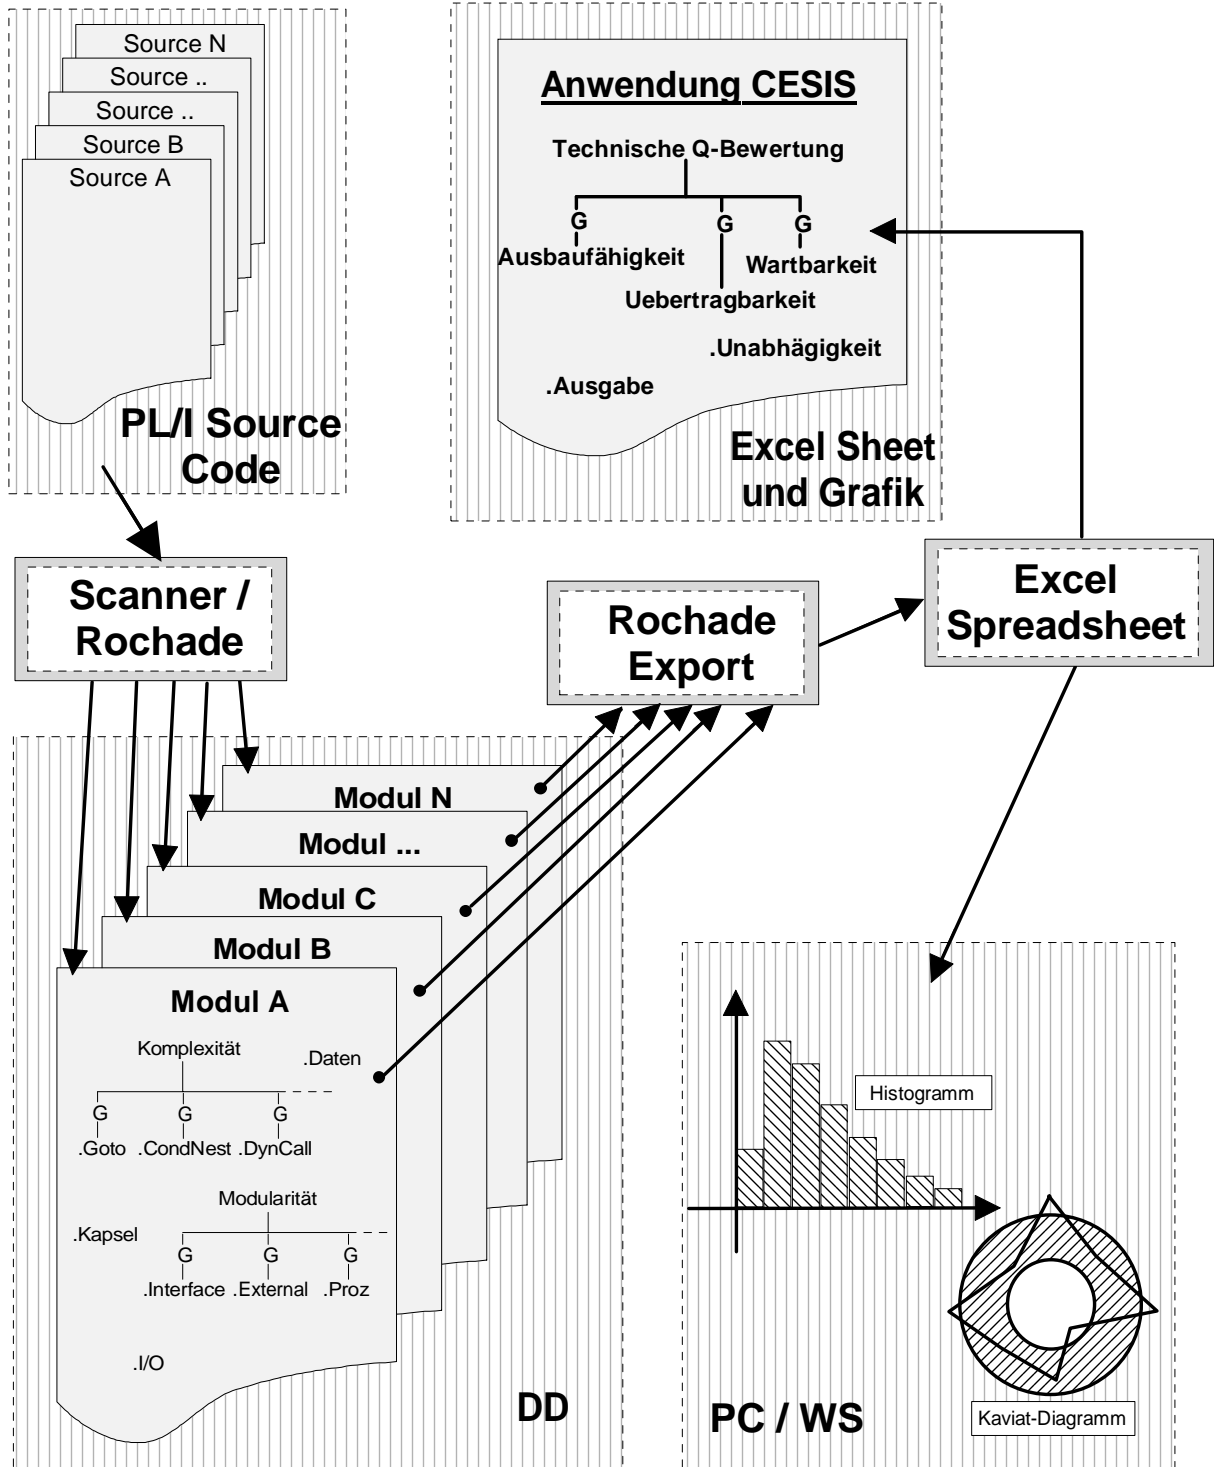 Source N
Source ..
Source ..
Source B
Source A
PL/I Source
Code
Anwendung CESIS
Technische Q-Bewertung
G
G
G
Ausbaufähigkeit
Wartbarkeit
Uebertragbarkeit
.Unabhägigkeit
.Ausgabe
Excel Sheet
und Grafik
Scanner /
Rochade
Rochade
Export
Excel
Spreadsheet
Modul N
Modul ...
Modul C
Modul B
Modul A
Komplexität
.Daten
G
G
G
.Goto
.CondNest
.DynCall
Modularität
.Kapsel
G
G
G
.Interface
.External
.Proz
.I/O
DD
Histogramm
Kaviat-Diagramm
PC / WS